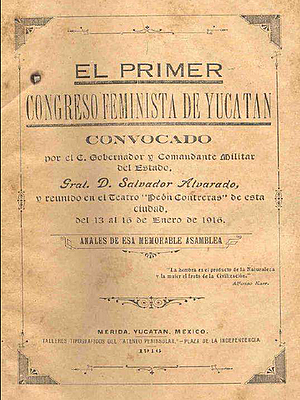 EL PRIMER
CONGRESO FEMINISTA DE YUCATAN
CONVOCADO
por el C. Gobernador y Comandante Militar
del Estado,
Gral. D. Salvador Alvarado,
y reunido en el Teatro "Peón Contreras" de esta
ciudad,
del 13 al 16 de Enero de 1916.
ANALES DE ESA MEMORABLE ASAMBLEA
"La hombre es el producto de la Naturaleza
y la mujer el fruto de la Civilización."
Alfonso Karr.
MERIDA, YUCATAN, MEXICO.
TALLERES TIPOGRAFICOS DEL "ATENEO PENINSULAR."—PLAZA DE LA INDEPENDENCIA
1916